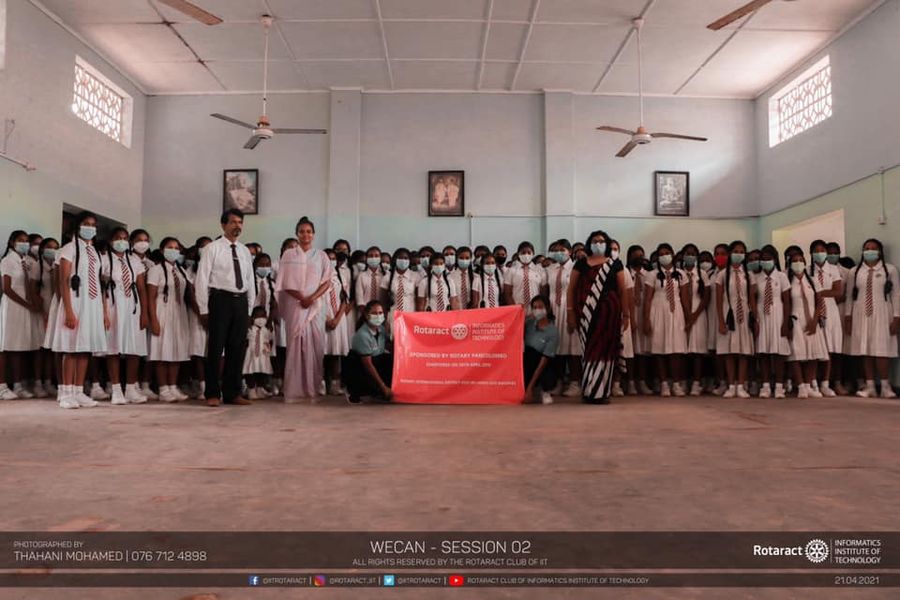 Rotaract INFORMATICS INSTITUTE OF TECHNOLOGY
SPONSORED BY ROTARY PANCOLOMBO
PHOTOGRAPHED BY
THAHANI MOHAMED | 076 712 4898
WECAN - SESSION 02
ALL RIGHTS RESERVED BY THE ROTARACT CLUB OF IIT
Rotaract INFORMATICS INSTITUTE OF TECHNOLOGY
@IITROTARACT | @ROTARACT_IIT | @IITROTARACT | ROTARACT CLUB OF INFORMATICS INSTITUTE OF TECHNOLOGY
21.04.2021